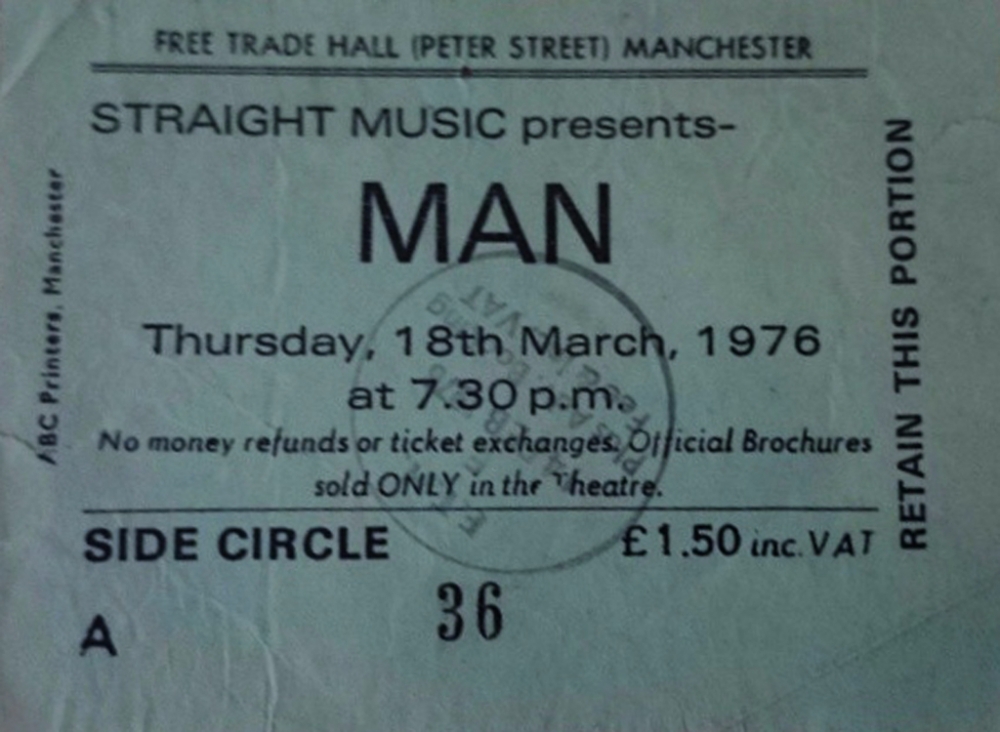 FREE TRADE HALL (PETER STREET) MANCHESTER
STRAIGHT MUSIC presents-
MAN
Thursday, 18th March, 1976
at 7.30 p.m.
No money refunds or ticket exchanges. Official Brochures
sold ONLY in the Theatre.
SIDE CIRCLE £1.50 inc. VAT
A 36
ABC Printers, Manchester
RETAIN THIS PORTION
VAT
VAT